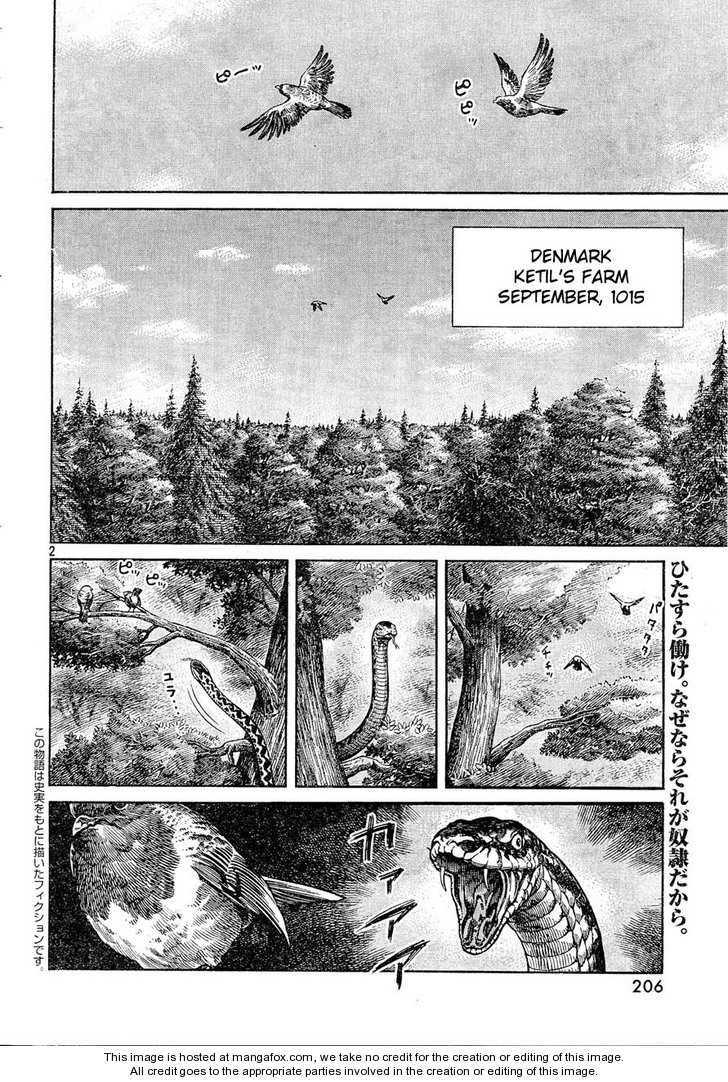 ピーッ
ピピッ
DENMARK
KETIL'S FARM
SEPTEMBER, 1015
2
パタタタ
チチッ
ピピッ
ユラ…
ひたすら働け。なぜならそれが奴隷だから。
カァァァ
この物語は史実をもとに描いたフィクションです。
206
This image is hosted at mangafox.com, we take no credit for the creation or editing of this image.
All credit goes to the appropriate parties involved in the creation or editing of this image.